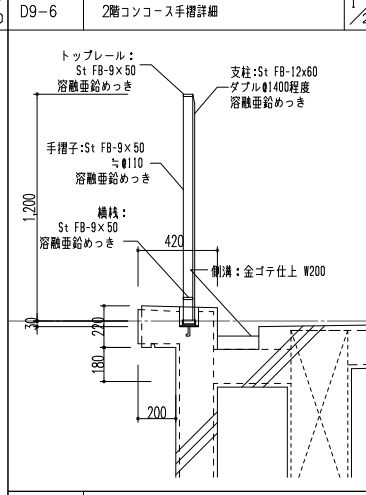 D9-6
2階コンコース手摺詳細
トップレール：
St FB-9×50
溶融亜鉛めっき
支柱：St FB-12x60
ダブル@1400程度
溶融亜鉛めっき
手摺子：St FB-9×50
≒@110
溶融亜鉛めっき
1,200
横桟：
St FB-9×50
溶融亜鉛めっき
420
側溝：金ゴテ仕上 W200
30
220
180
200